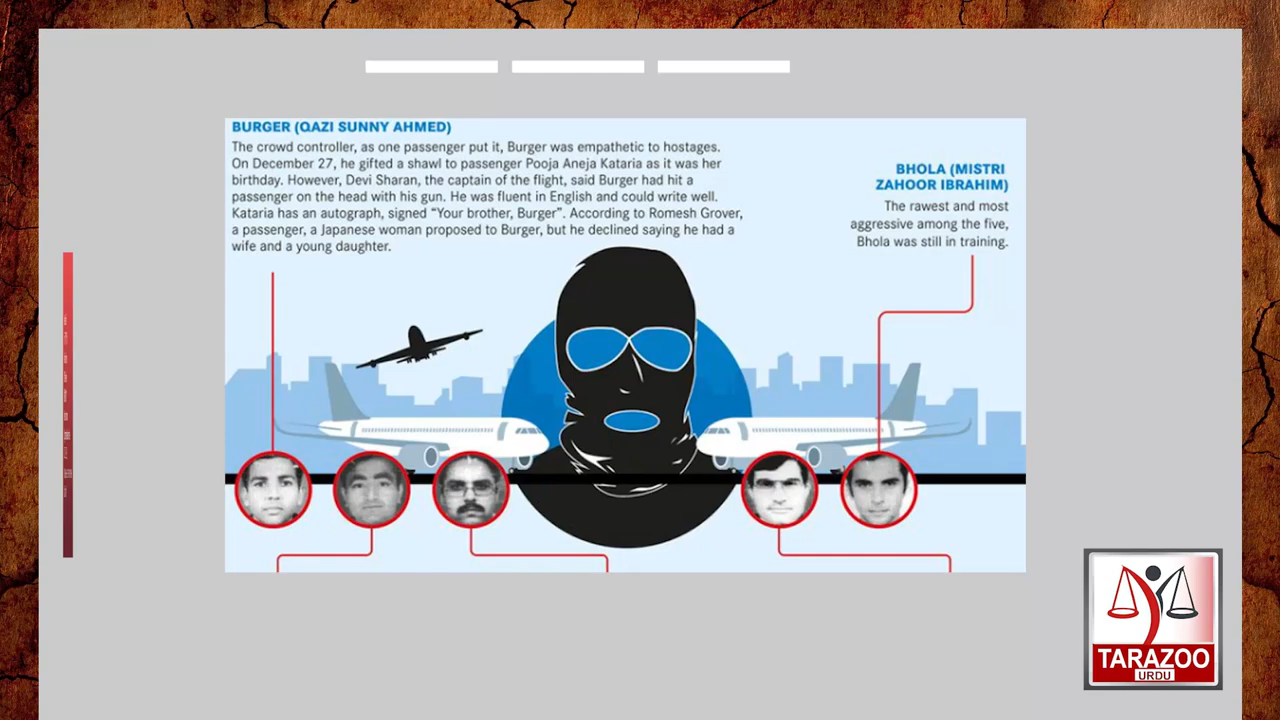 BURGER (QAZI SUNNY AHMED)
The crowd controller, as one passenger put it, Burger was empathetic to hostages.
On December 27, he gifted a shawl to passenger Pooja Aneja Kataria as it was her
birthday. However, Devi Sharan, the captain of the flight, said Burger had hit a
passenger on the head with his gun. He was fluent in English and could write well.
Kataria has an autograph, signed “Your brother, Burger”. According to Romesh Grover,
a passenger, a Japanese woman proposed to Burger, but he declined saying he had a
wife and a young daughter.
BHOLA (MISTRI
ZAHOOR IBRAHIM)
The rawest and most
aggressive among the five,
Bhola was still in training.
TARAZOO
URDU